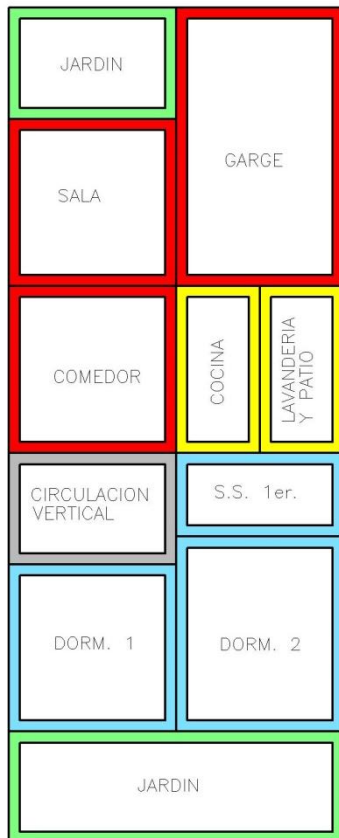 JARDIN
GARGE
SALA
COMEDOR
COCINA
LAVANDERIA
Y PATIO
CIRCULACION
VERTICAL
S.S. 1er.
DORM. 1
DORM. 2
JARDIN